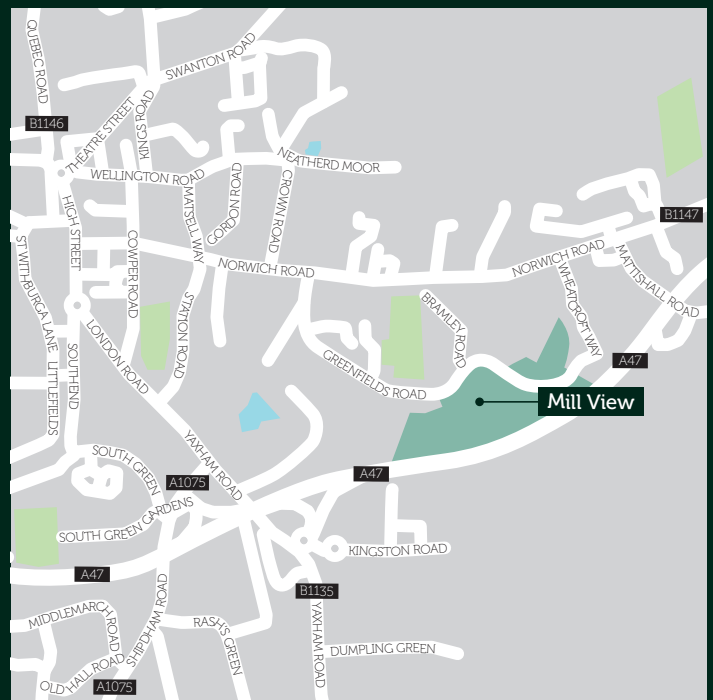 QUEBEC ROAD
SWANTON ROAD
B1146
THEATRE STREET
KINGS ROAD
WELLINGTON ROAD
NEATHERD MOOR
HIGH STREET
MATSELL WAY
GORDON ROAD
CROWN ROAD
B1147
ST WITHBURGA LANE
COWPER ROAD
NORWICH ROAD
NORWICH ROAD
MATTISHALL ROAD
WHEATCROFT WAY
STATION ROAD
BRAMLEY ROAD
LONDON ROAD
SOUTHEND
LITTLEFIELDS
GREENFIELDS ROAD
A47
Mill View
SOUTH GREEN
YAXHAM ROAD
A1075
A47
SOUTH GREEN GARDENS
KINGSTON ROAD
A47
B1135
MIDDLEMARCH ROAD
SHIPDHAM ROAD
RASH'S GREEN
YAXHAM ROAD
DUMPLING GREEN
OLD HALL ROAD
A1075